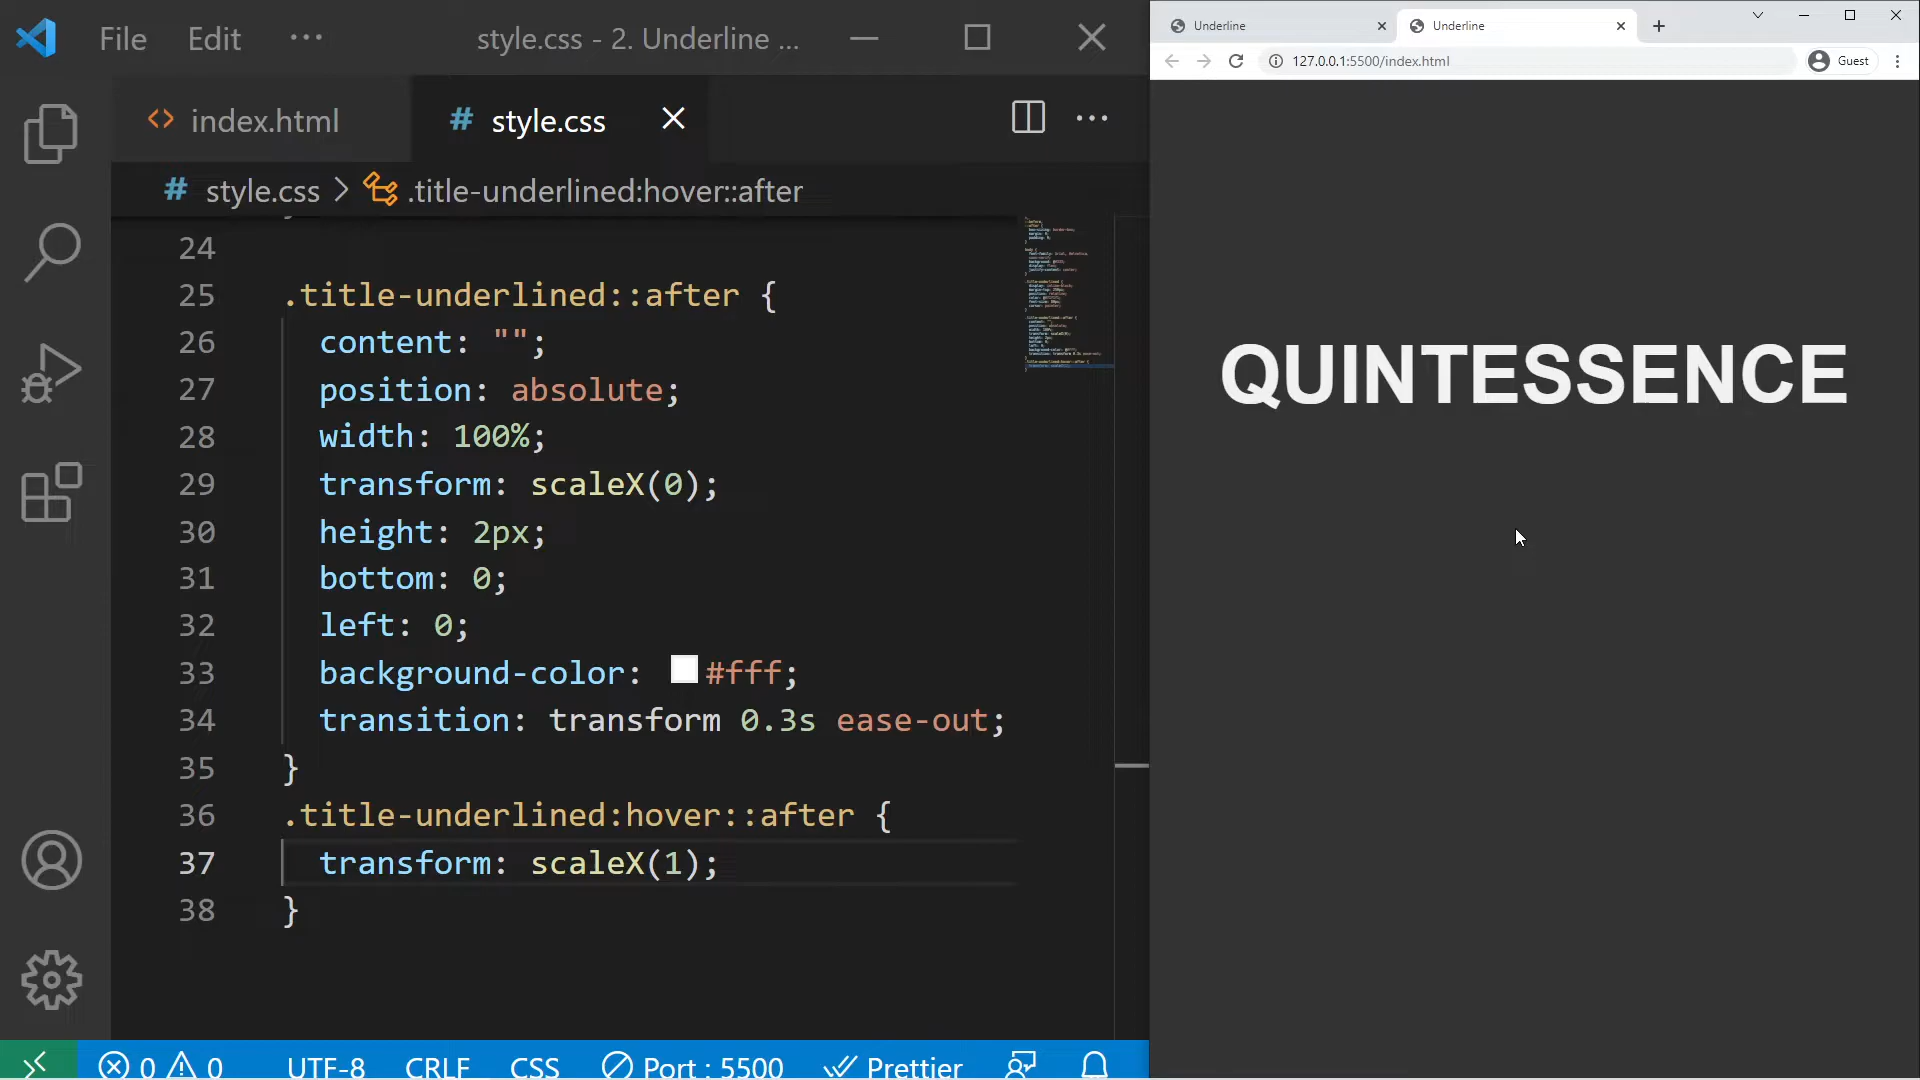 File Edit ··· style.css - 2. Underline ...
index.html
# style.css
# style.css > .title-underlined:hover::after
24
25 .title-underlined::after {
26 content: "";
27 position: absolute;
28 width: 100%;
29 transform: scaleX(0);
30 height: 2px;
31 bottom: 0;
32 left: 0;
33 background-color: #fff;
34 transition: transform 0.3s ease-out;
35 }
36 .title-underlined:hover::after {
37 transform: scaleX(1);
38 }
0 0 UTF-8 CRLF CSS Port : 5500 Prettier
Underline
Underline
127.0.0.1:5500/index.html
Guest
QUINTESSENCE